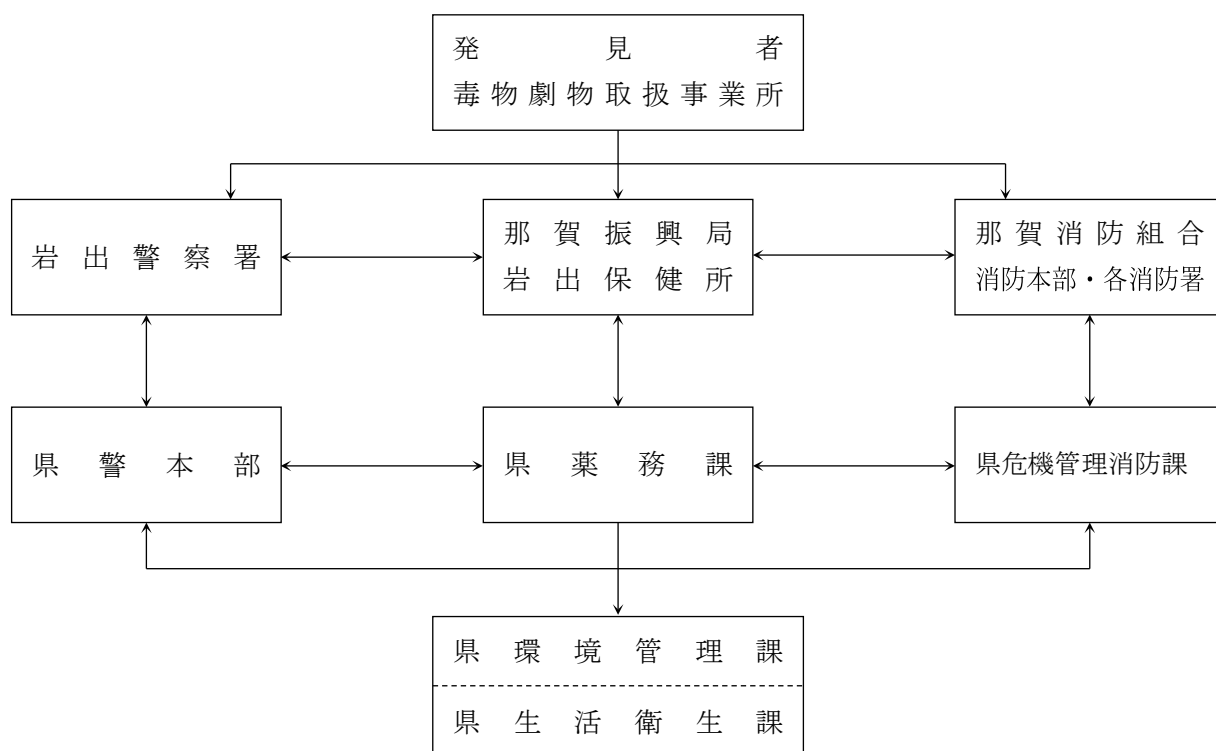 発見者
毒物劇物取扱事業所
岩出警察署
那賀振興局
岩出保健所
那賀消防組合
消防本部・各消防署
県警本部
県薬務課
県危機管理消防課
県環境管理課
県生活衛生課